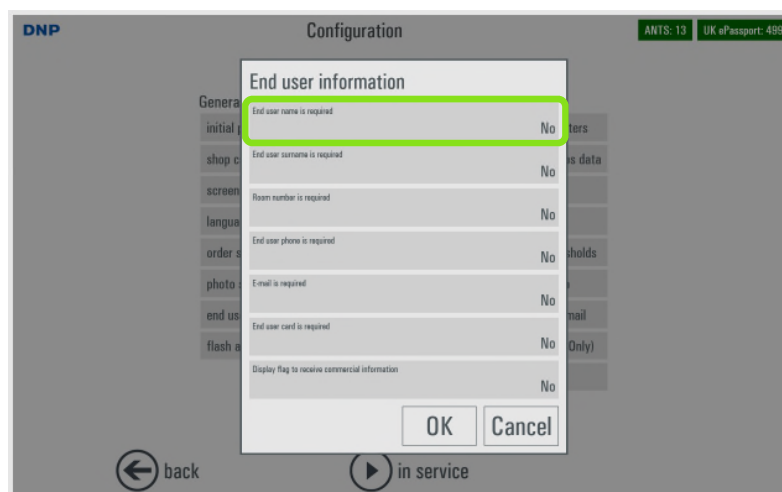 DNP
Configuration
ANTS: 13
UK ePassport: 499
End user information
Genera
End user name is required
No
initial
ters
End user surname is required
No
shop c
s data
Room number is required
No
screen
langua
End user phone is required
No
order s
sholds
E-mail is required
No
photo
End user card is required
No
end us
mail
flash a
Only)
Display flag to receive commercial information
No
OK
Cancel
back
in service